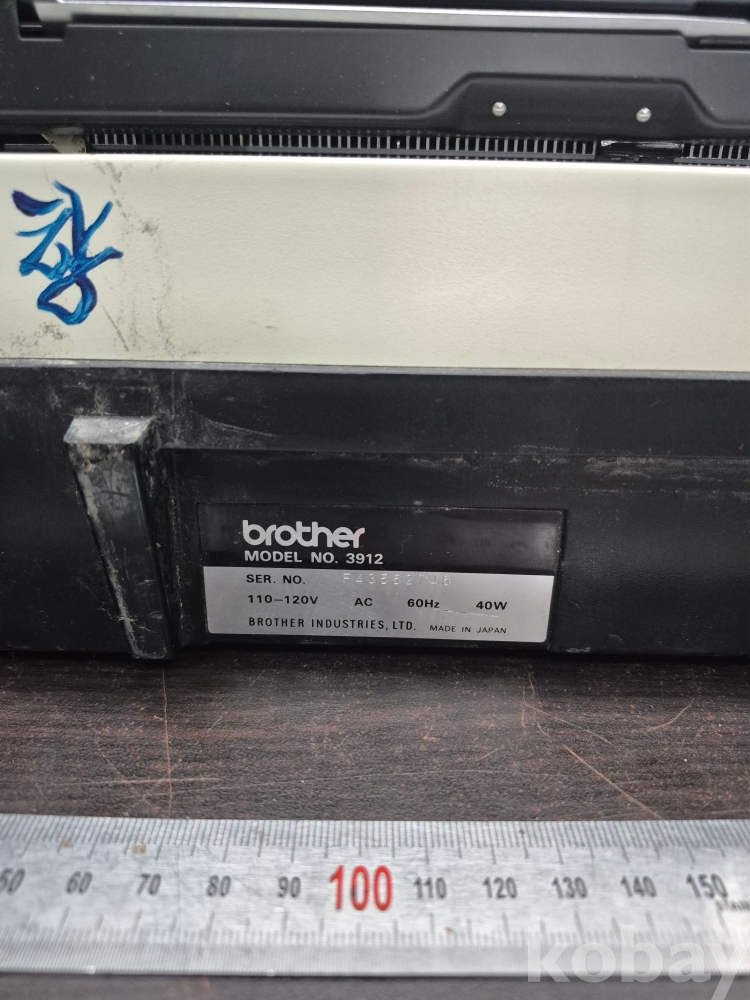 brother
MODEL NO. 3912
SER. NO.
110-120V AC 60Hz 40W
BROTHER INDUSTRIES, LTD. MADE IN JAPAN
50 60 70 80 90 100 110 120 130 140 150
kobay